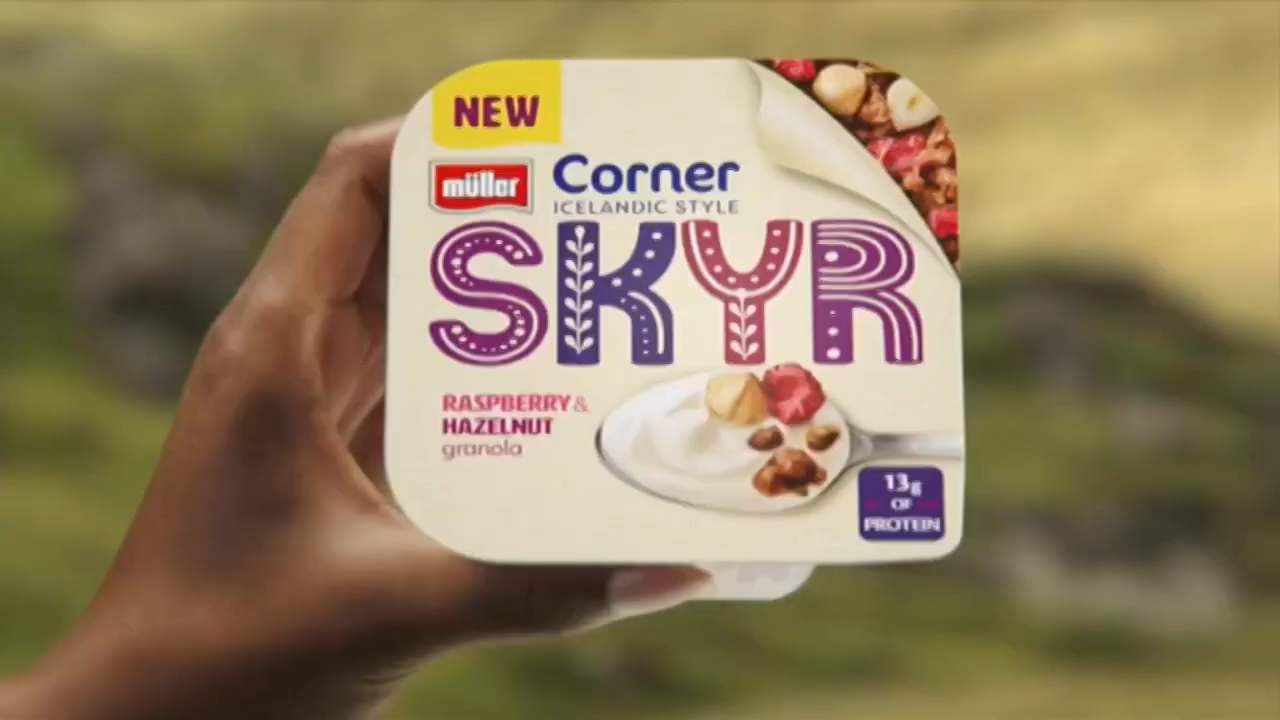 NEW
müller
Corner
ICELANDIC STYLE
SKYR
RASPBERRY &
HAZELNUT
granola
13g
OF
PROTEIN